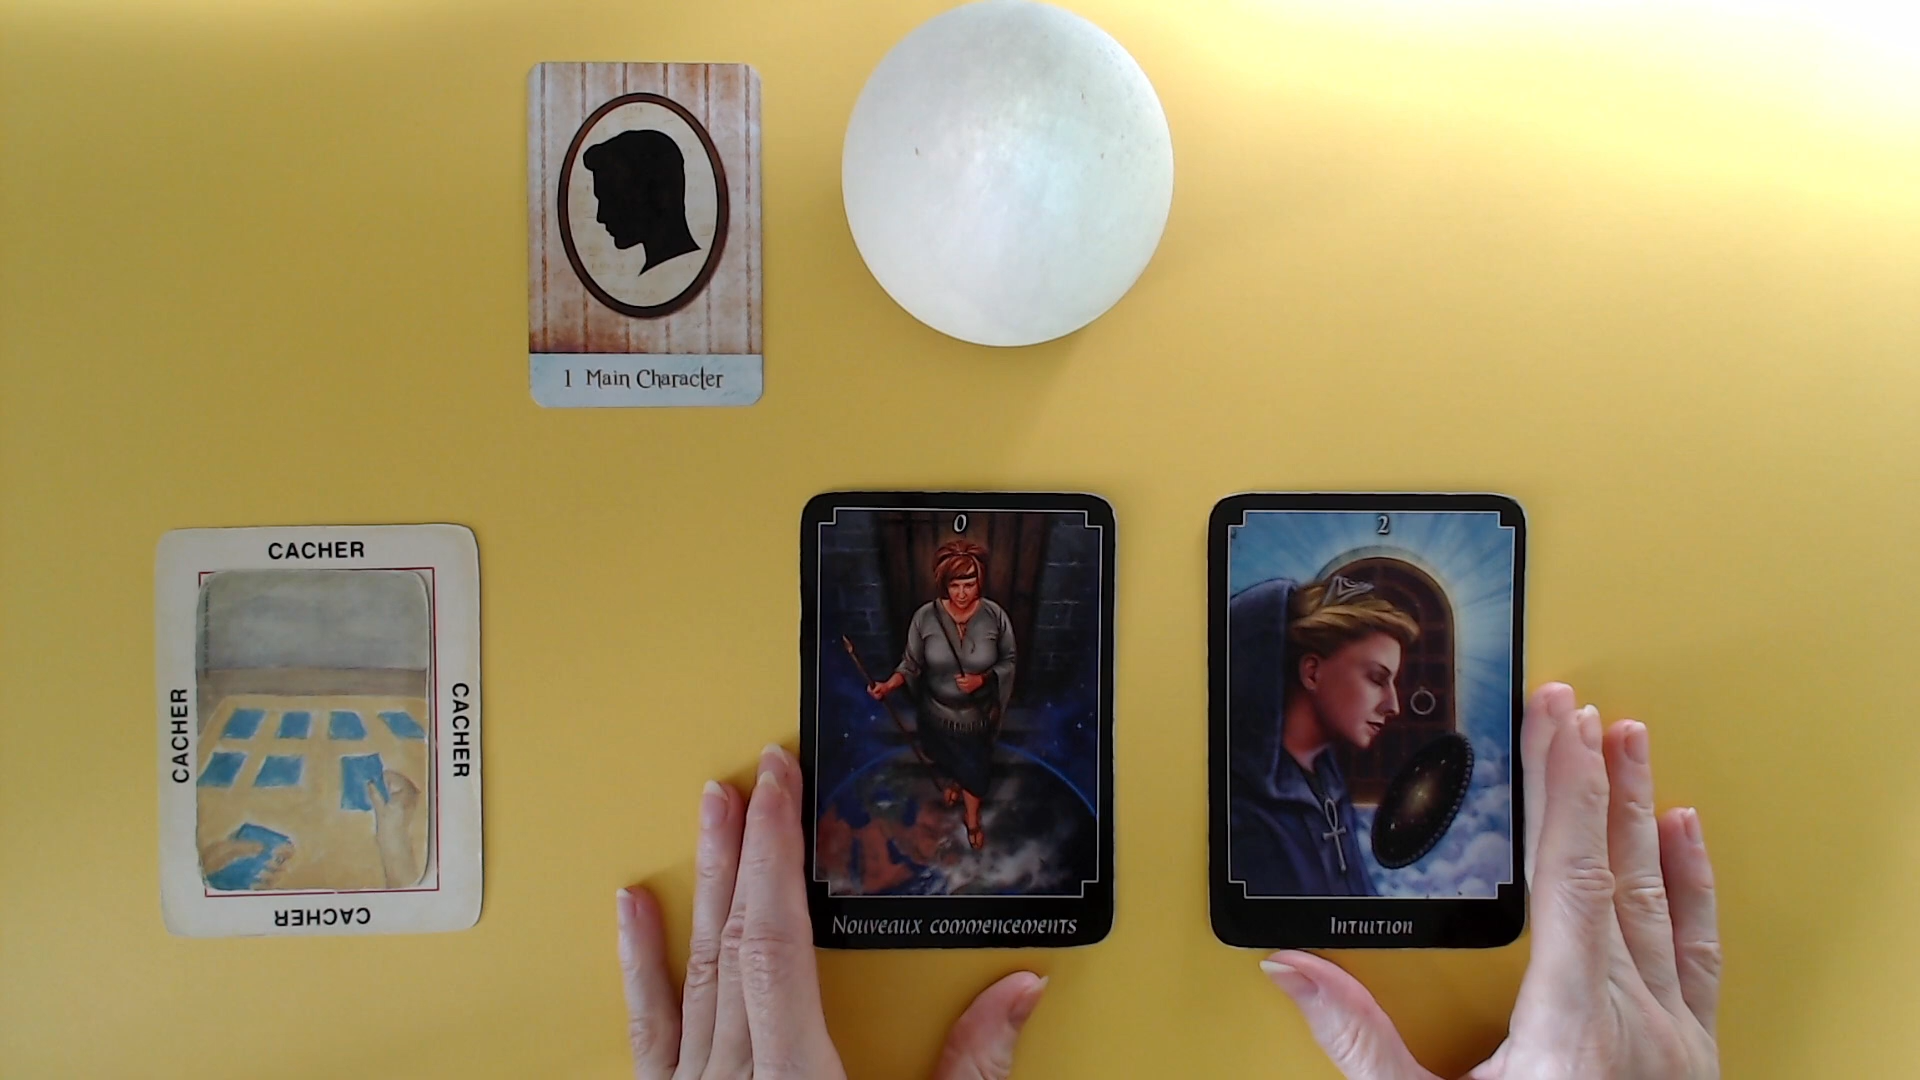 1 Main Character
CACHER
CACHER
CACHER
CACHER
0
Nouveaux commencements
2
Intuition